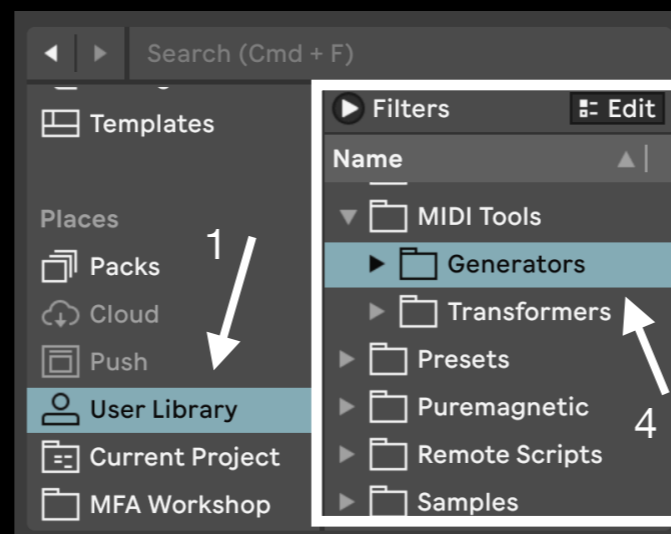 Search (Cmd + F)
Templates
Places
Packs
Cloud
Push
User Library
Current Project
MFA Workshop
1
Filters
Edit
Name
MIDI Tools
Generators
Transformers
Presets
Puremagnetic
Remote Scripts
Samples
4